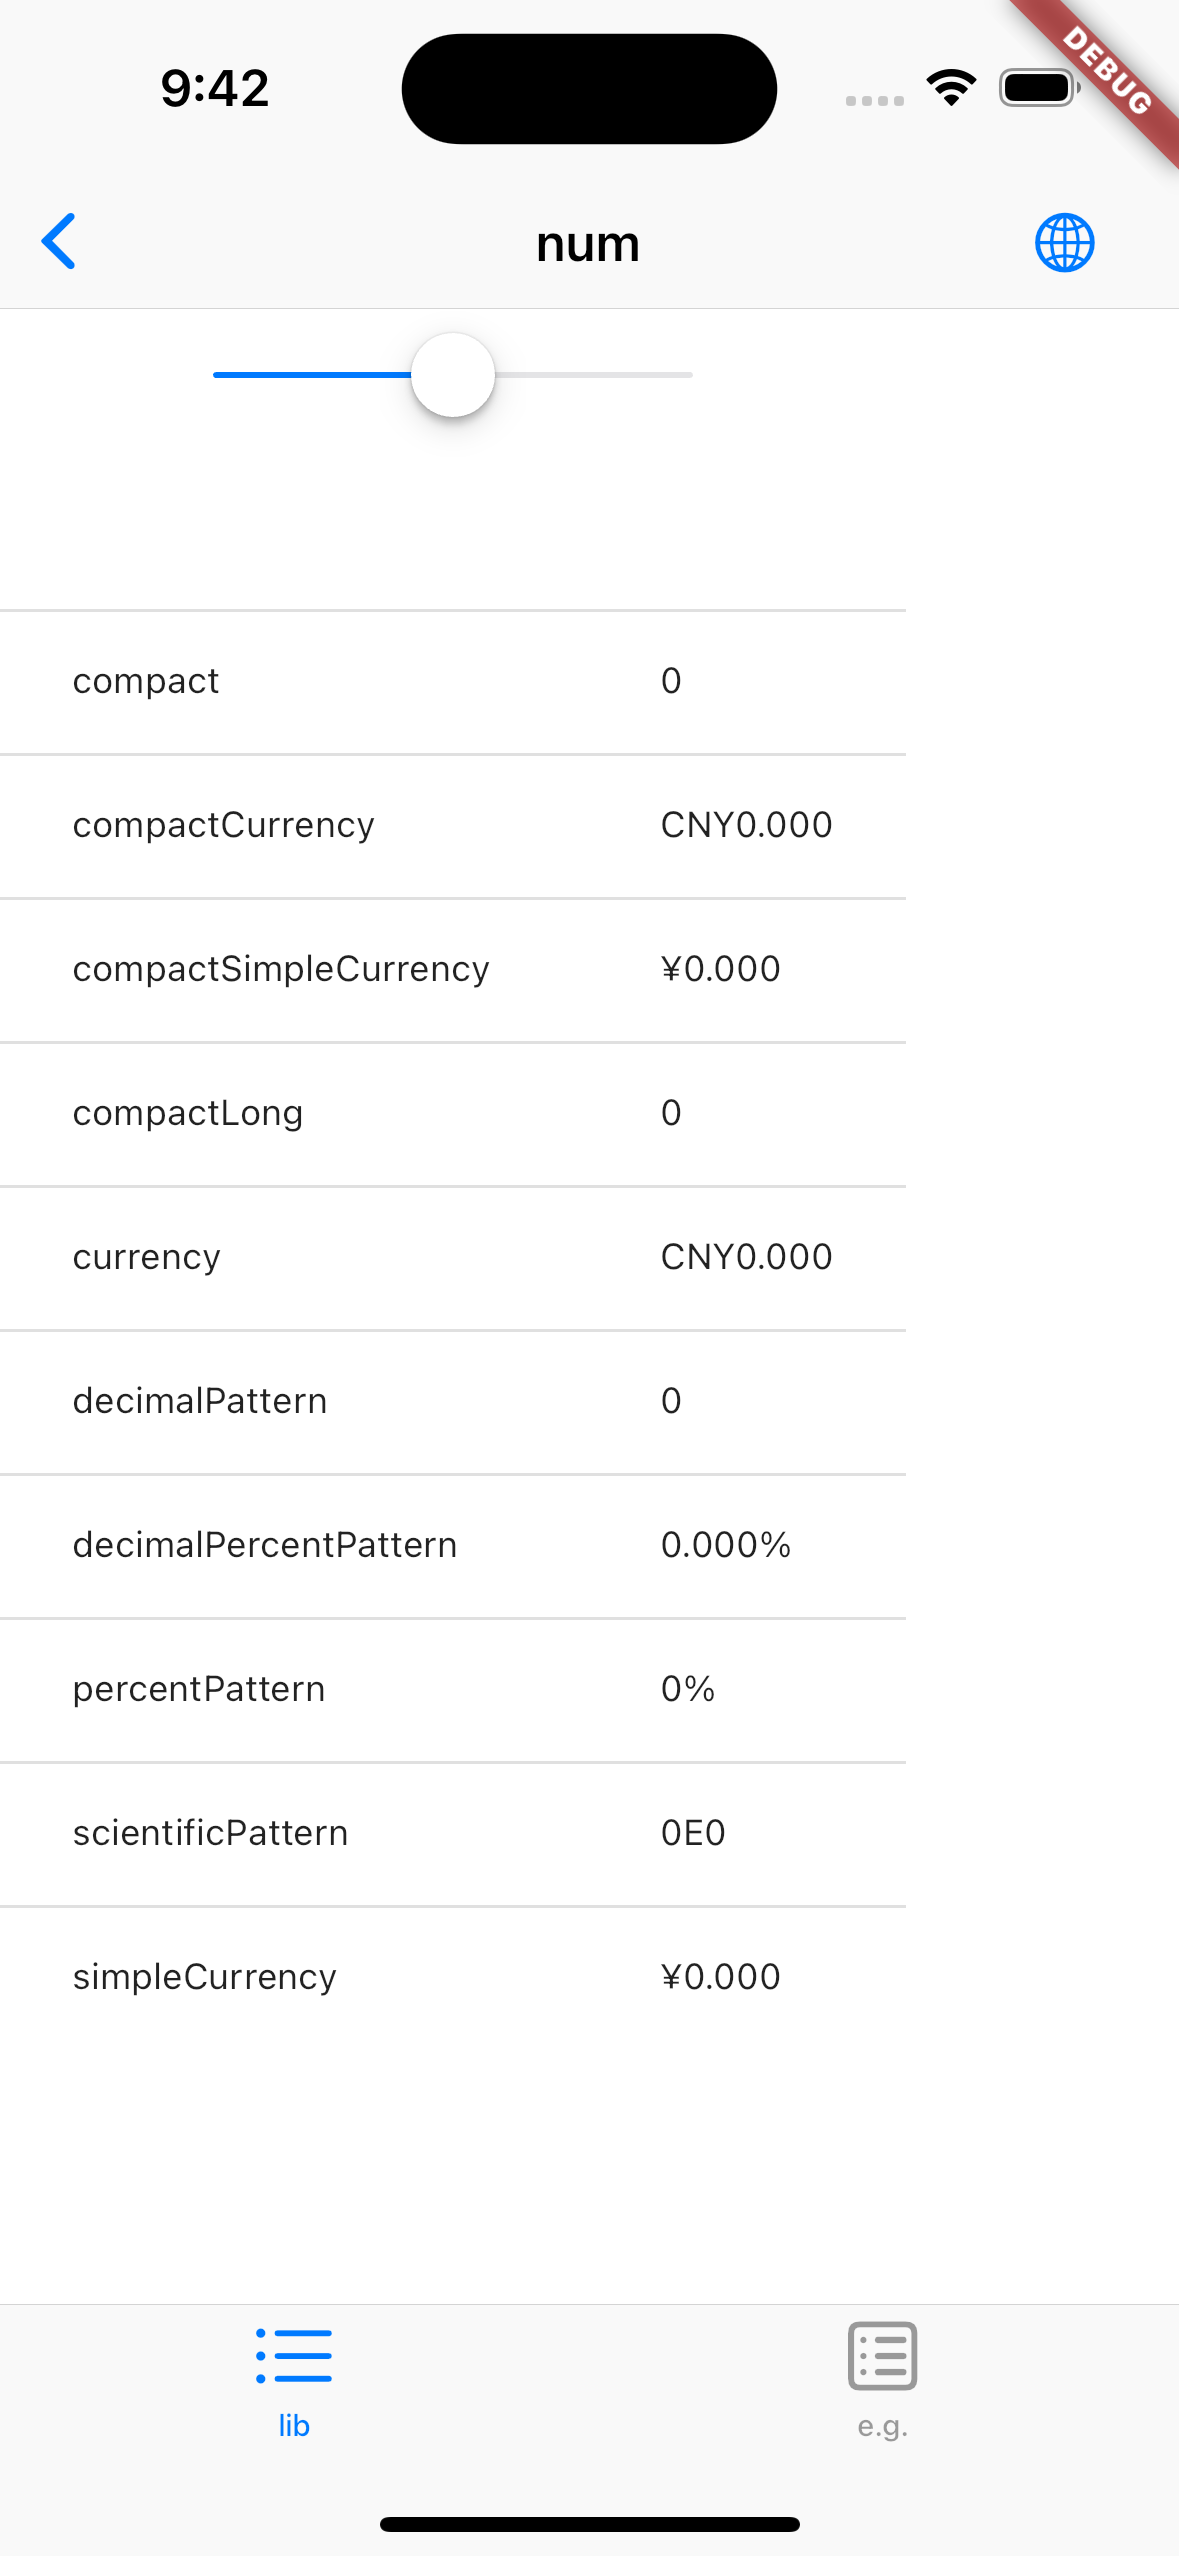 9:42
DEBUG
num
compact 0
compactCurrency CNY0.000
compactSimpleCurrency ¥0.000
compactLong 0
currency CNY0.000
decimalPattern 0
decimalPercentPattern 0.000%
percentPattern 0%
scientificPattern 0E0
simpleCurrency ¥0.000
lib e.g.